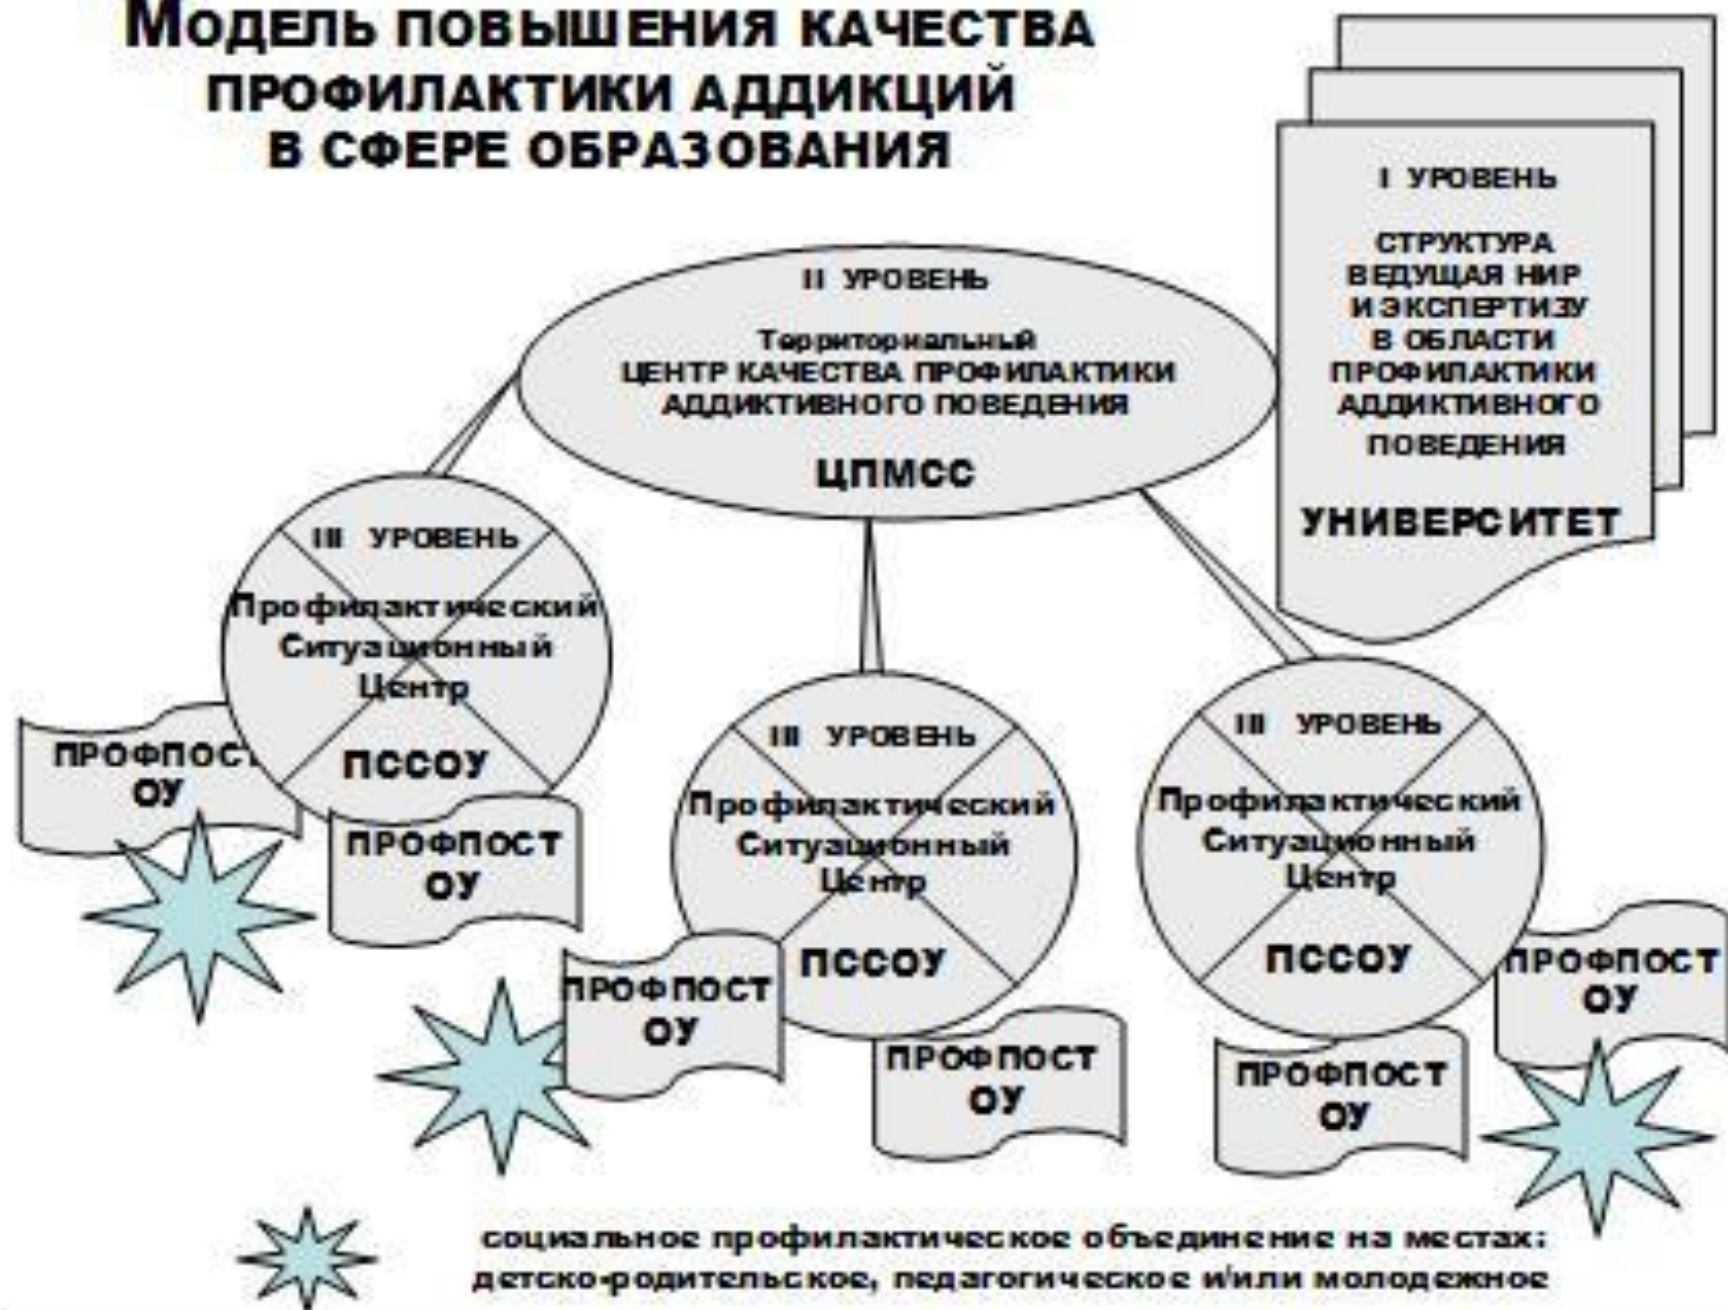 МОДЕЛЬ ПОВЫШЕНИЯ КАЧЕСТВА
ПРОФИЛАКТИКИ АДДИКЦИЙ
В СФЕРЕ ОБРАЗОВАНИЯ
I УРОВЕНЬ
СТРУКТУРА
ВЕДУЩАЯ НИР
И ЭКСПЕРТИЗУ
В ОБЛАСТИ
ПРОФИЛАКТИКИ
АДДИКТИВНОГО
ПОВЕДЕНИЯ
УНИВЕРСИТЕТ
II УРОВЕНЬ
Территориальный
ЦЕНТР КАЧЕСТВА ПРОФИЛАКТИКИ
АДДИКТИВНОГО ПОВЕДЕНИЯ
ЦПМСС
III УРОВЕНЬ
Профилактический
Ситуационный
Центр
ПССОУ
ПРОФПОСТ
ОУ
ПРОФПОСТ
ОУ
III УРОВЕНЬ
Профилактический
Ситуационный
Центр
ПССОУ
ПРОФПОСТ
ОУ
ПРОФПОСТ
ОУ
III УРОВЕНЬ
Профилактический
Ситуационный
Центр
ПССОУ
ПРОФПОСТ
ОУ
ПРОФПОСТ
ОУ
социальное профилактическое объединение на местах:
детско-родительское, педагогическое и/или молодежное